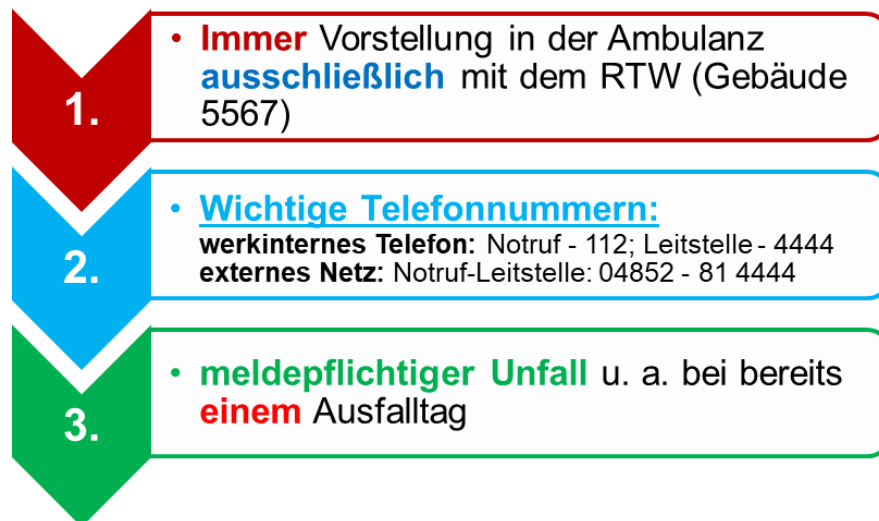 1.
• Immer Vorstellung in der Ambulanz
ausschließlich mit dem RTW (Gebäude
5567)
2.
• Wichtige Telefonnummern:
werkinternes Telefon: Notruf - 112; Leitstelle - 4444
externes Netz: Notruf-Leitstelle: 04852 - 81 4444
3.
• meldepflichtiger Unfall u. a. bei bereits
einem Ausfalltag